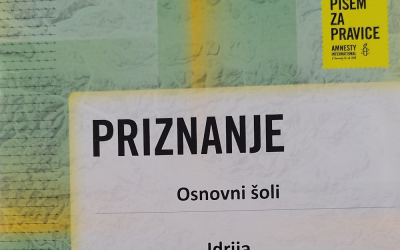 PISEM
ZA
PRAVICE
AMNESTY
INTERNATIONAL
PRIZNANJE
Osnovni šoli
Idrija